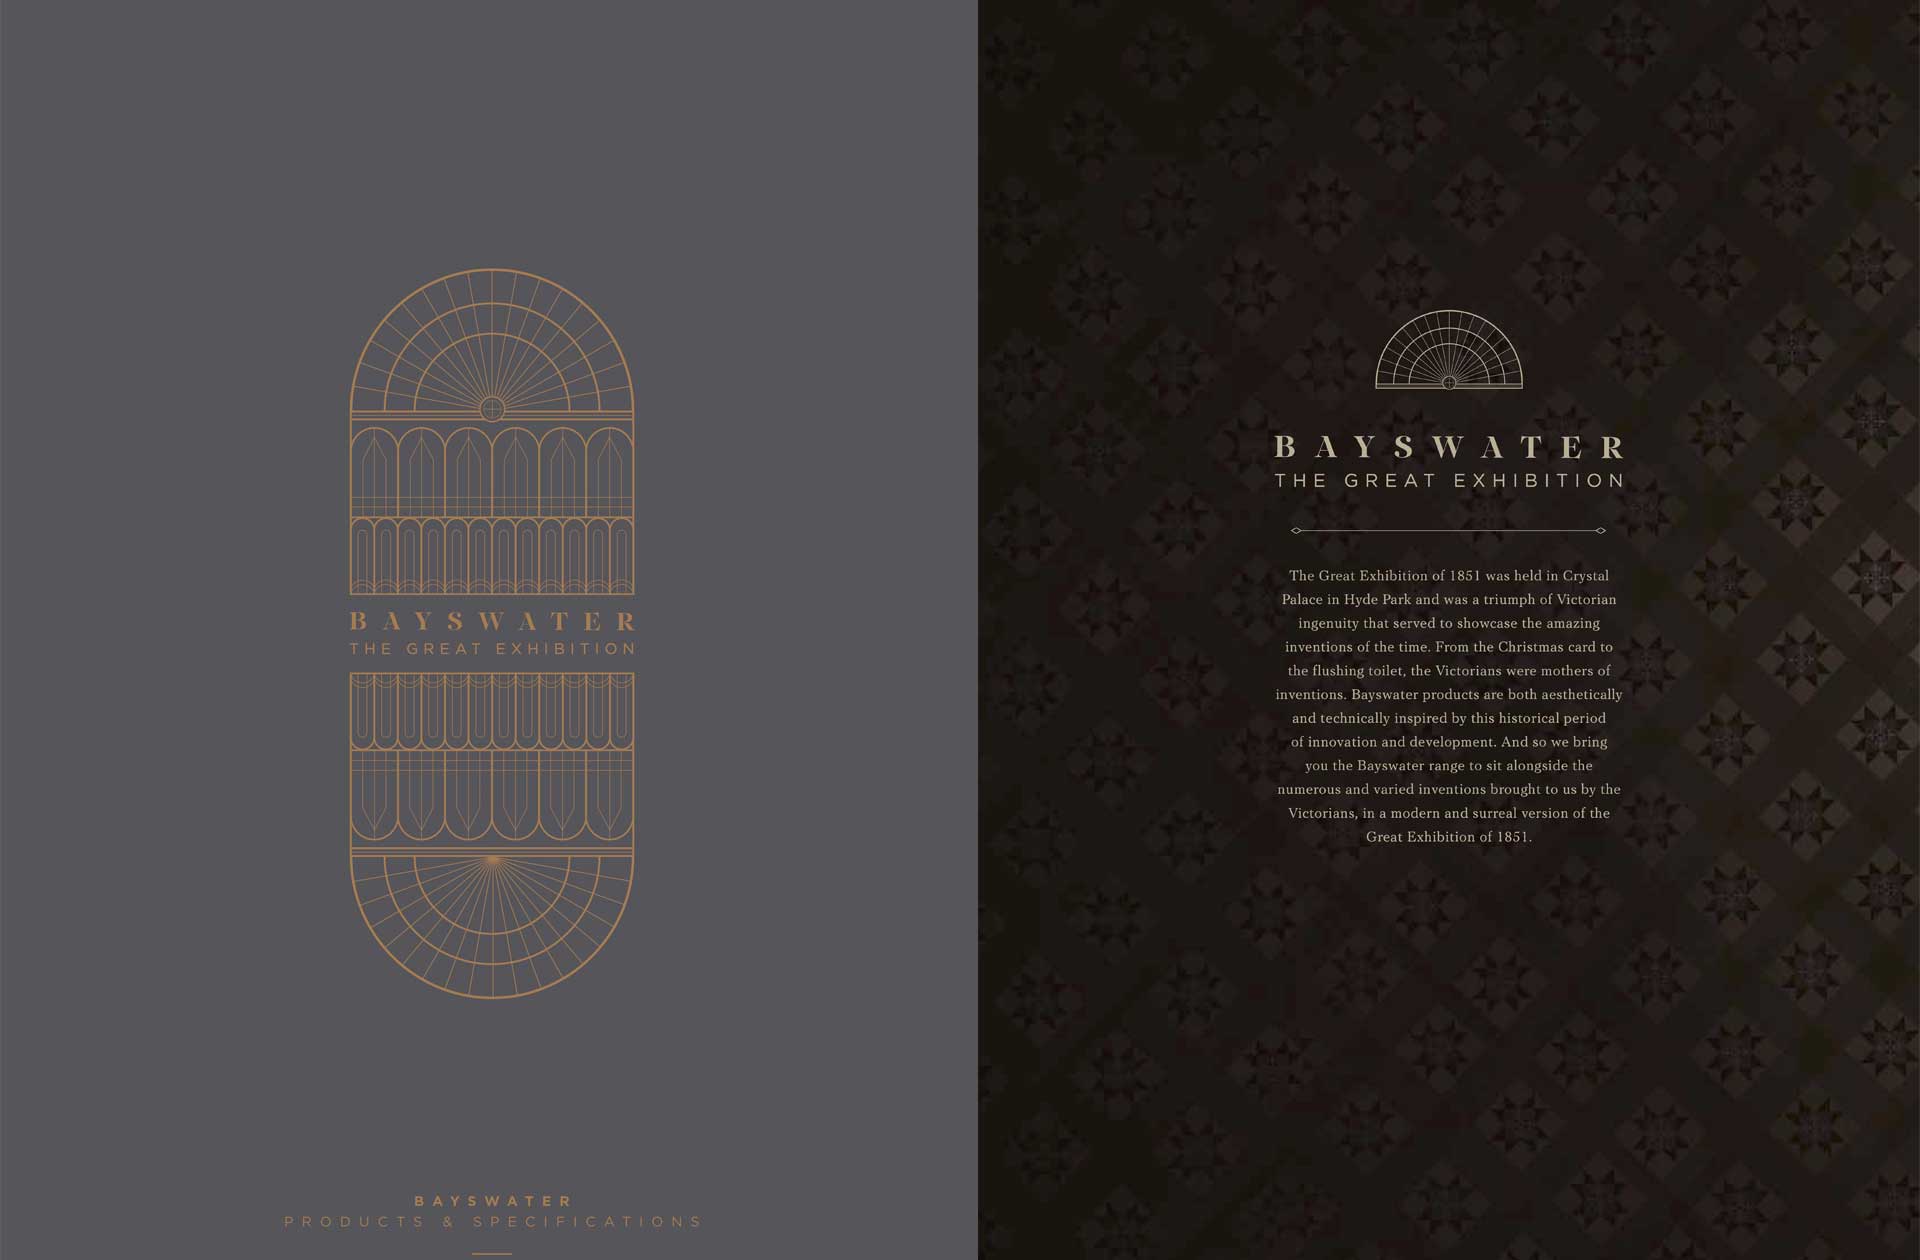 BAYSWATER
THE GREAT EXHIBITION
BAYSWATER
PRODUCTS & SPECIFICATIONS
BAYSWATER
THE GREAT EXHIBITION
The Great Exhibition of 1851 was held in Crystal
Palace in Hyde Park and was a triumph of Victorian
ingenuity that served to showcase the amazing
inventions of the time. From the Christmas card to
the flushing toilet, the Victorians were mothers of
inventions. Bayswater products are both aesthetically
and technically inspired by this historical period
of innovation and development. And so we bring
you the Bayswater range to sit alongside the
numerous and varied inventions brought to us by the
Victorians, in a modern and surreal version of the
Great Exhibition of 1851.